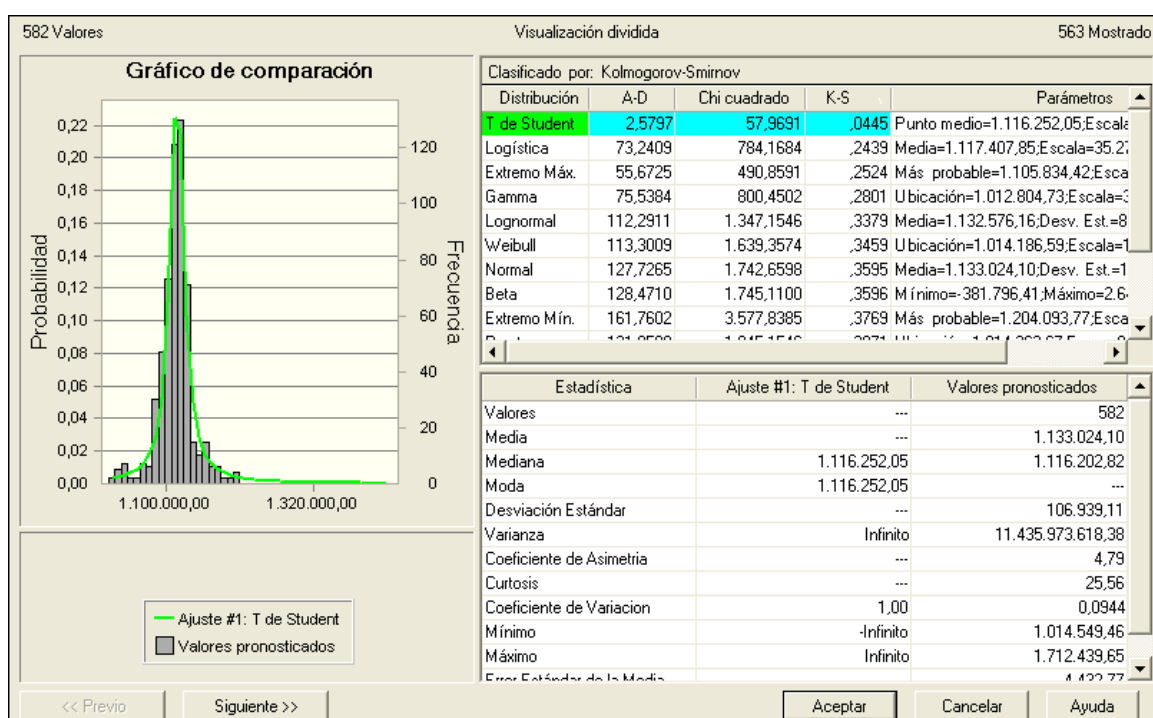 582 Valores
Visualización dividida
563 Mostrado
Gráfico de comparación
0,22
0,20
0,18
0,16
0,14
0,12
0,10
0,08
0,06
0,04
0,02
0,00
Probabilidad
120
100
80
60
40
20
0
Frecuencia
1.100.000,00
1.320.000,00
Ajuste #1: T de Student
Valores pronosticados
Clasificado por: Kolmogorov-Smirnov
Distribución A-D Chi cuadrado K-S Parámetros
T de Student 2,5797 57,9691 ,0445 Punto medio=1.116.252,05;Escala
Logística 73,2409 784,1684 ,2439 Media=1.117.407,85;Escala=35.27
Extremo Máx. 55,6725 490,8591 ,2524 Más probable=1.105.834,42;Esca
Gamma 75,5384 800,4502 ,2801 Ubicación=1.012.804,73;Escala=3
Lognormal 112,2911 1.347,1546 ,3379 Media=1.132.576,16;Desv. Est.=8
Weibull 113,3009 1.639,3574 ,3459 Ubicación=1.014.186,59;Escala=1
Normal 127,7265 1.742,6598 ,3595 Media=1.133.024,10;Desv. Est.=1
Beta 128,4710 1.745,1100 ,3596 Mínimo=-381.796,41;Máximo=2.6
Extremo Mín. 161,7602 3.577,8385 ,3769 Más probable=1.204.093,77;Esca
Estadística Ajuste #1: T de Student Valores pronosticados
Valores --- 582
Media --- 1.133.024,10
Mediana 1.116.252,05 1.116.202,82
Moda 1.116.252,05 ---
Desviación Estándar --- 106.939,11
Varianza Infinito 11.435.973.618,38
Coeficiente de Asimetria --- 4,79
Curtosis --- 25,56
Coeficiente de Variacion 1,00 0,0944
Mínimo -Infinito 1.014.549,46
Máximo Infinito 1.712.439,65
Error Estándar de la Media 4.432,77
<< Previo
Siguiente >>
Aceptar
Cancelar
Ayuda